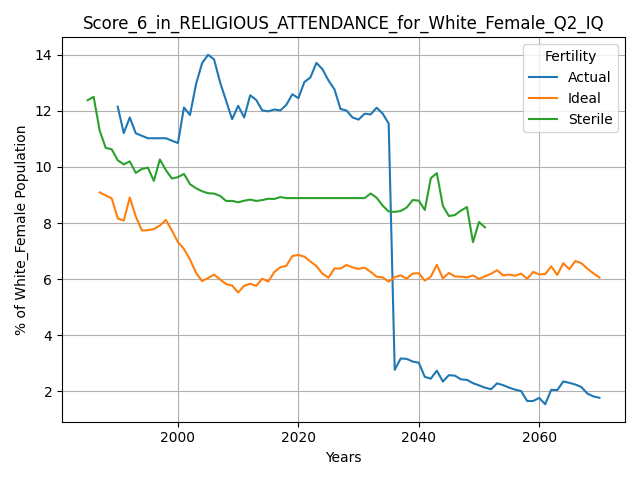 Score_6_in_RELIGIOUS_ATTENDANCE_for_White_Female_Q2_IQ
% of White_Female Population
14
12
10
8
6
4
2
Fertility
Actual
Ideal
Sterile
2000
2020
2040
2060
Years